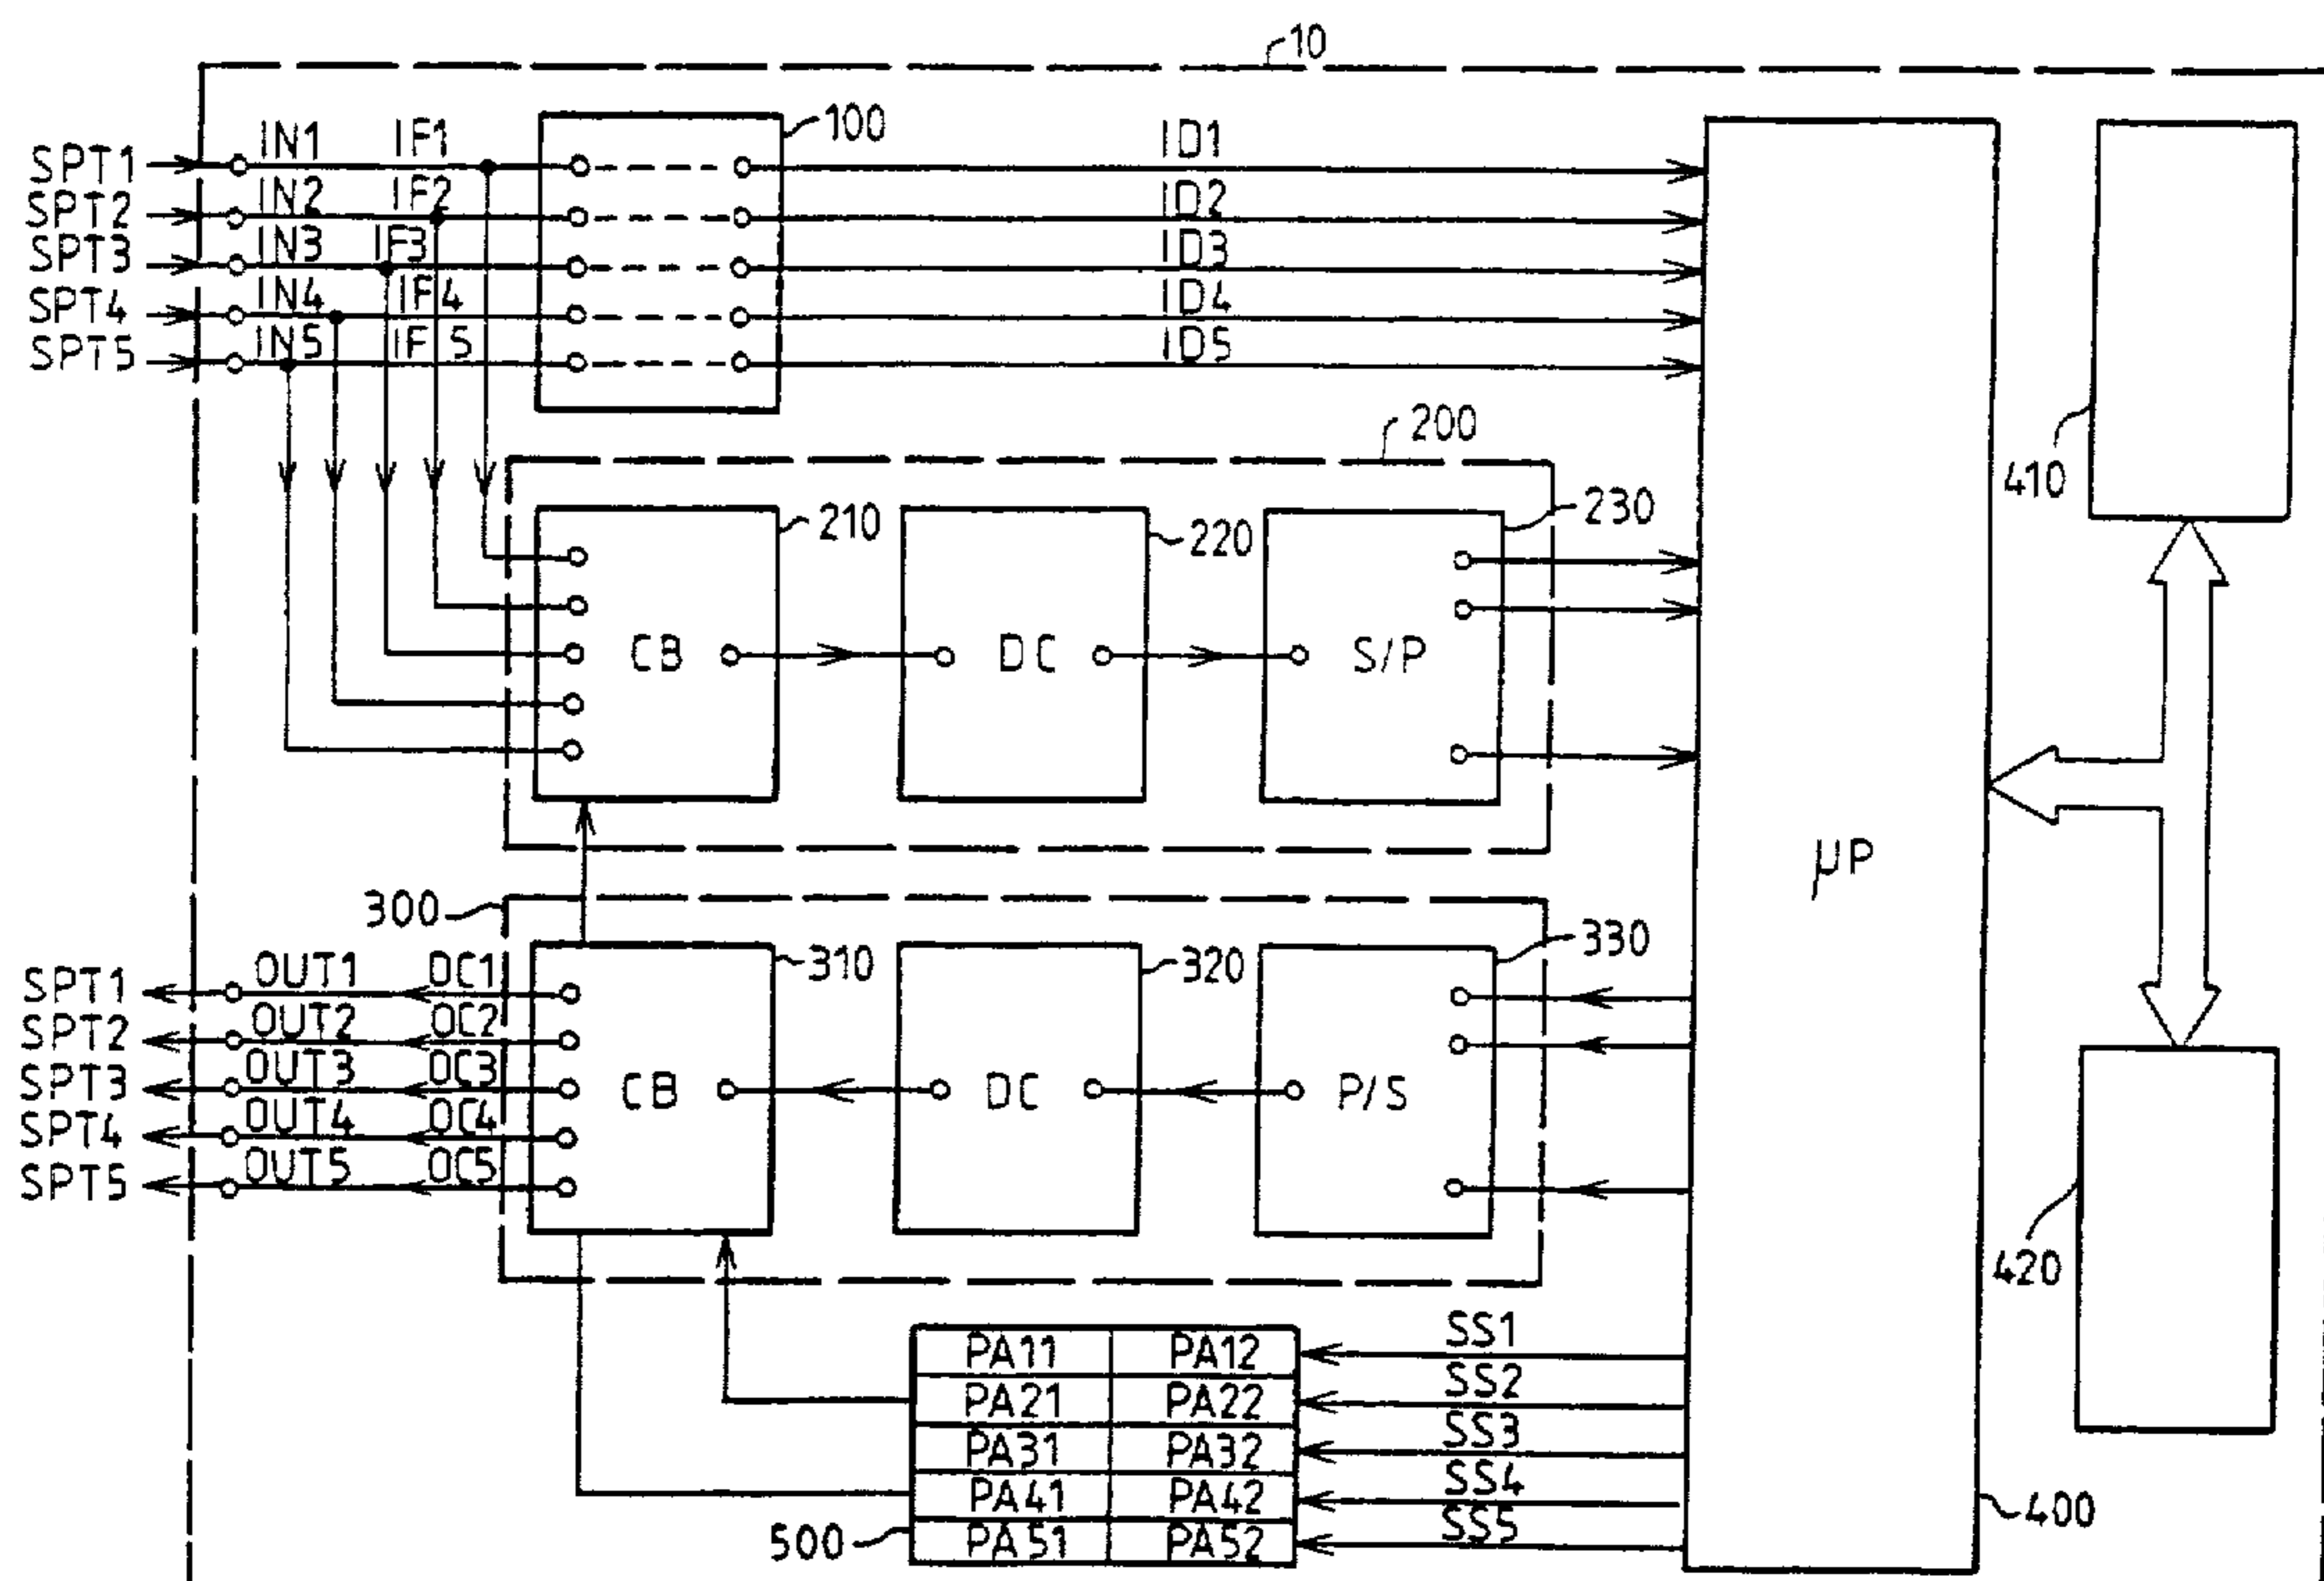 10
SPT1 IN1 IF1 100 ID1
SPT2 IN2 IF2 ID2
SPT3 IN3 IF3 ID3
SPT4 IN4 IF4 ID4
SPT5 IN5 IF5 ID5
200
410
210 220 230
CB DC S/P
µP
300
310 320 330
SPT1 OUT1 OC1
SPT2 OUT2 OC2
SPT3 OUT3 OC3
SPT4 OUT4 OC4
SPT5 OUT5 OC5
CB DC P/S
420
PA11 PA12 SS1
PA21 PA22 SS2
PA31 PA32 SS3
PA41 PA42 SS4
500 PA51 PA52 SS5
400